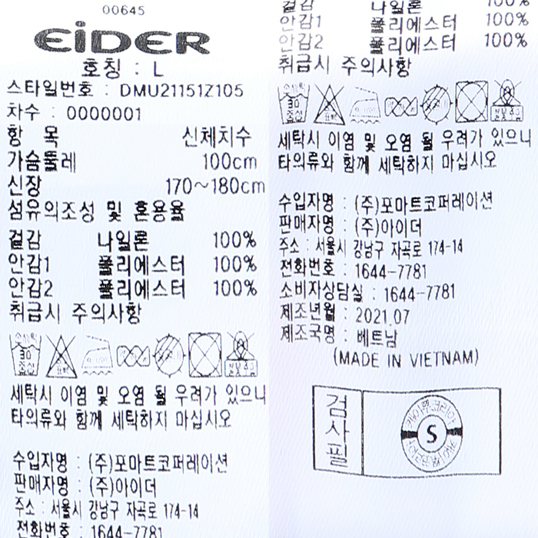 00645
EiDER
호칭 : L
스타일번호 : DMU21151Z105
차수 : 0000001
항 목 신체치수
가슴둘레 100cm
신장 170~180cm
섬유의조성 및 혼용율
겉감 나일론 100%
안감1 폴리에스터 100%
안감2 폴리에스터 100%
취급시 주의사항
세탁시 이염 및 오염 될 우려가 있으니
타의류와 함께 세탁하지 마십시오
수입자명 : (주)포마트코퍼레이션
판매자명 : (주)아이더
주소 : 서울시 강남구 자곡로 174-14
전화번호 : 1644-7781
겉감 나일론 100%
안감1 폴리에스터 100%
안감2 폴리에스터 100%
취급시 주의사항
세탁시 이염 및 오염 될 우려가 있으니
타의류와 함께 세탁하지 마십시오
수입자명 : (주)포마트코퍼레이션
판매자명 : (주)아이더
주소 : 서울시 강남구 자곡로 174-14
전화번호 : 1644-7781
소비자상담실 : 1644-7781
제조년월 : 2021.07
제조국명 : 베트남
(MADE IN VIETNAM)
검사필
S